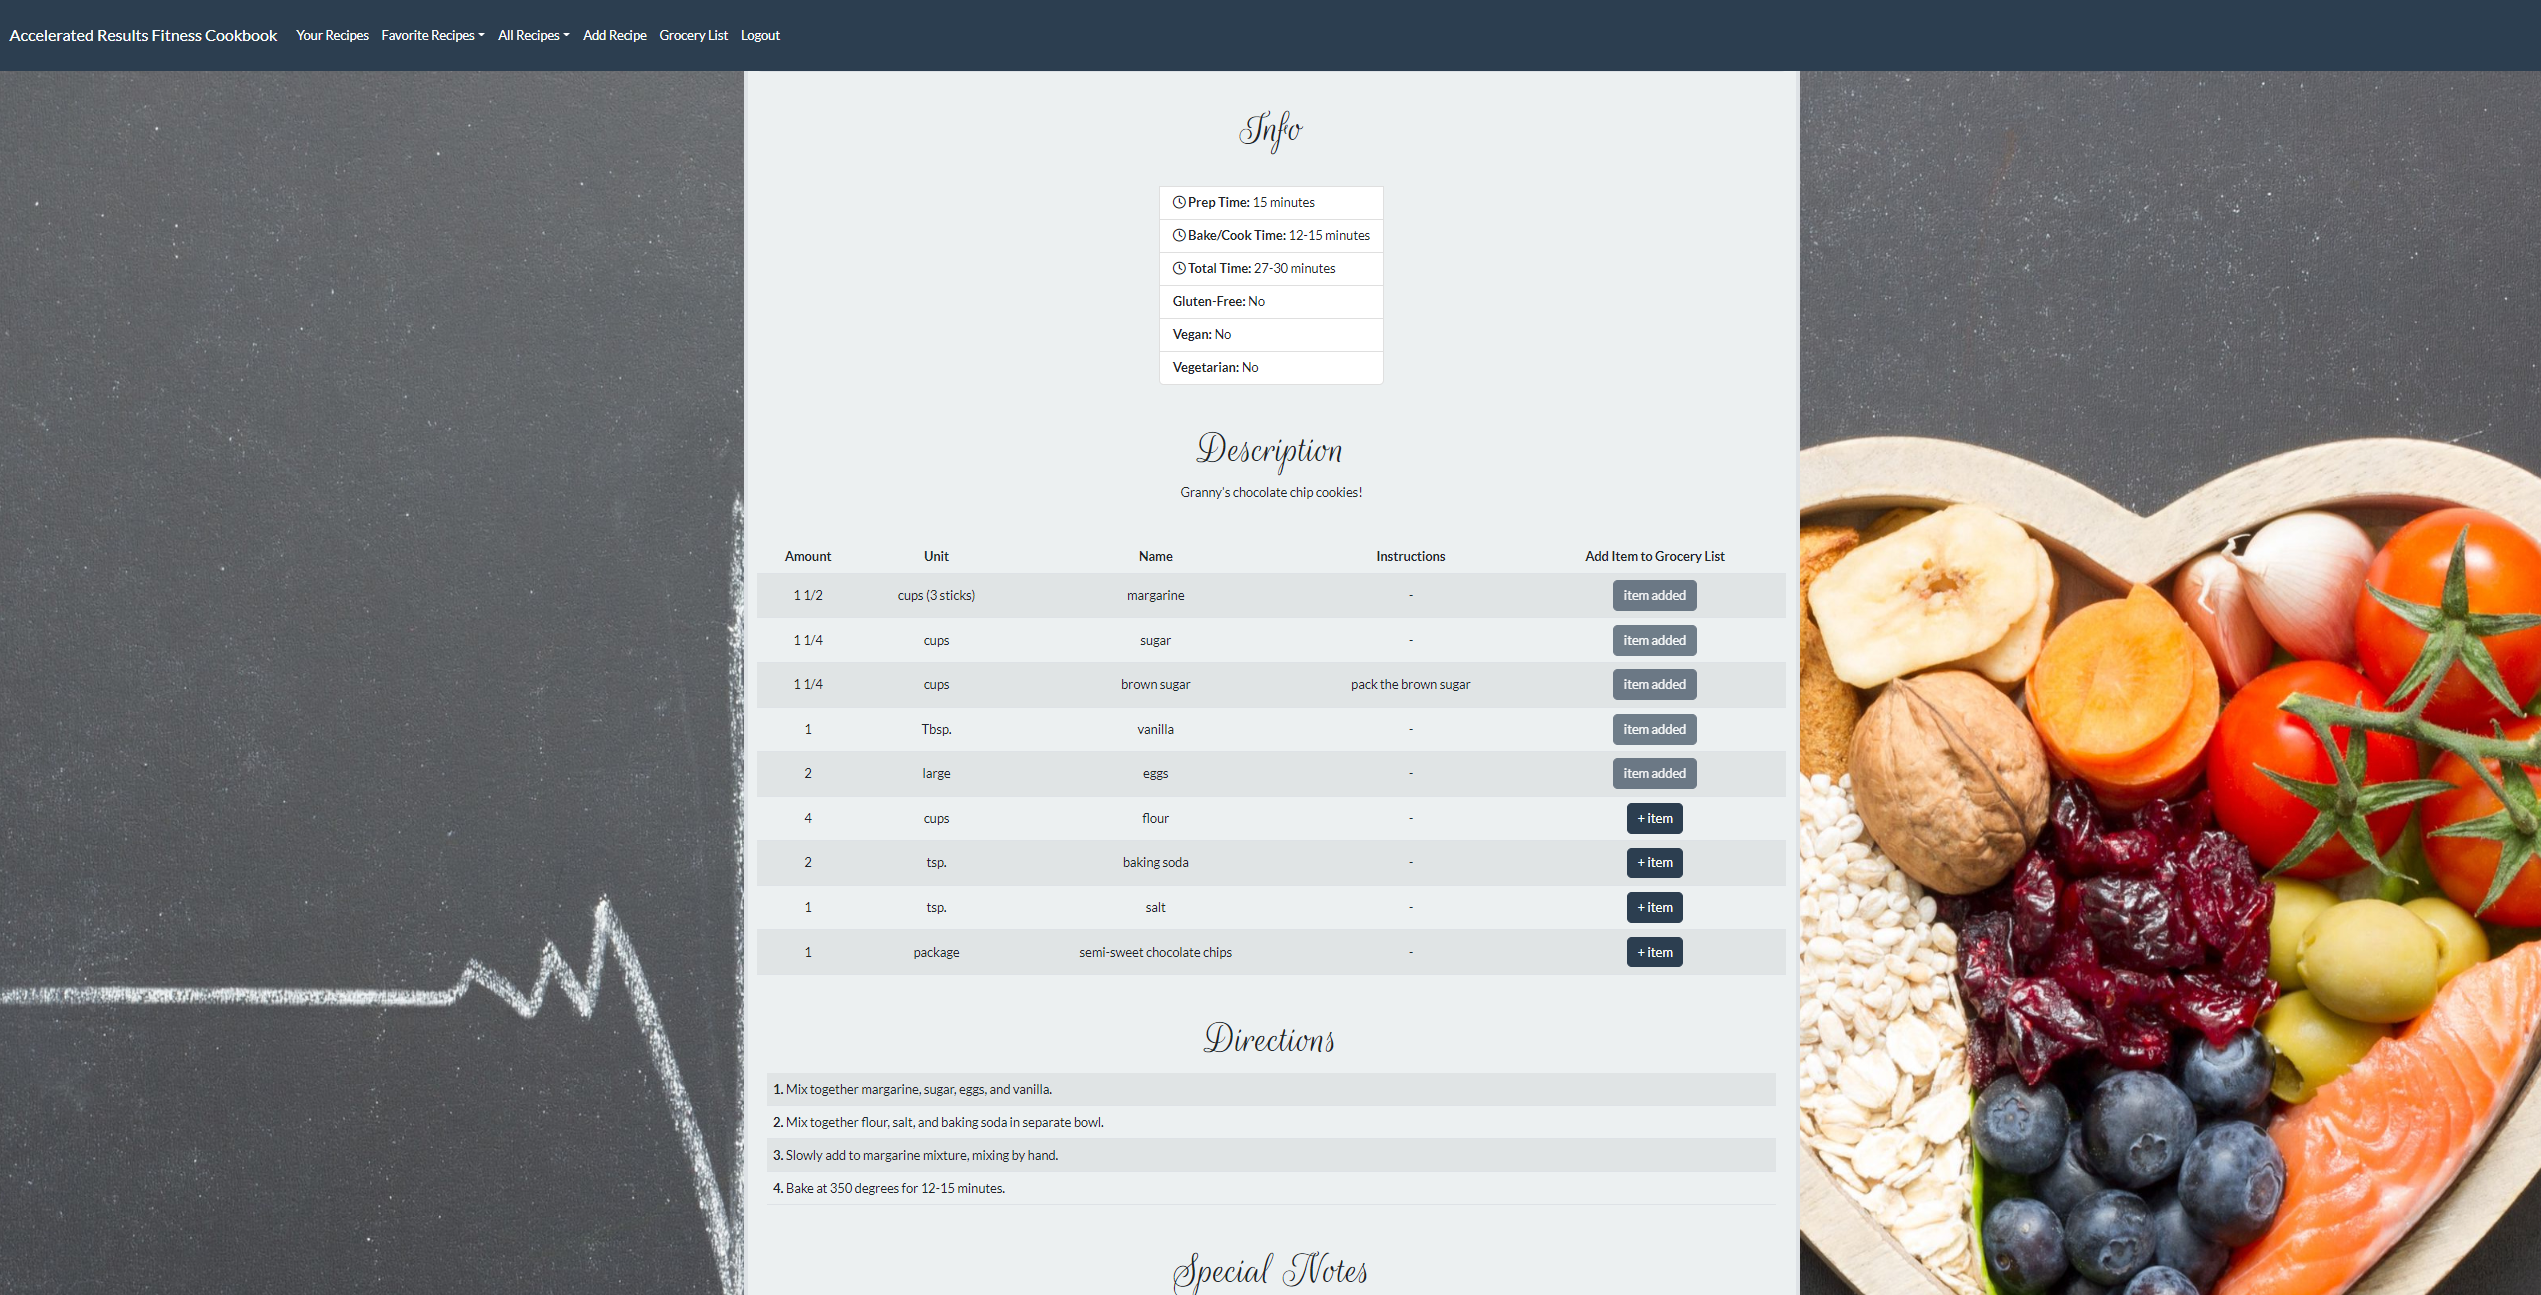 Accelerated Results Fitness Cookbook Your Recipes Favorite Recipes All Recipes Add Recipe Grocery List Logout
Info
Prep Time: 15 minutes
Bake/Cook Time: 12-15 minutes
Total Time: 27-30 minutes
Gluten-Free: No
Vegan: No
Vegetarian: No
Description
Granny's chocolate chip cookies!
Amount Unit Name Instructions Add Item to Grocery List
1 1/2 cups (3 sticks) margarine - item added
1 1/4 cups sugar - item added
1 1/4 cups brown sugar pack the brown sugar item added
1 Tbsp. vanilla - item added
2 large eggs - item added
4 cups flour - + item
2 tsp. baking soda - + item
1 tsp. salt - + item
1 package semi-sweet chocolate chips - + item
Directions
1. Mix together margarine, sugar, eggs, and vanilla.
2. Mix together flour, salt, and baking soda in separate bowl.
3. Slowly add to margarine mixture, mixing by hand.
4. Bake at 350 degrees for 12-15 minutes.
Special Notes